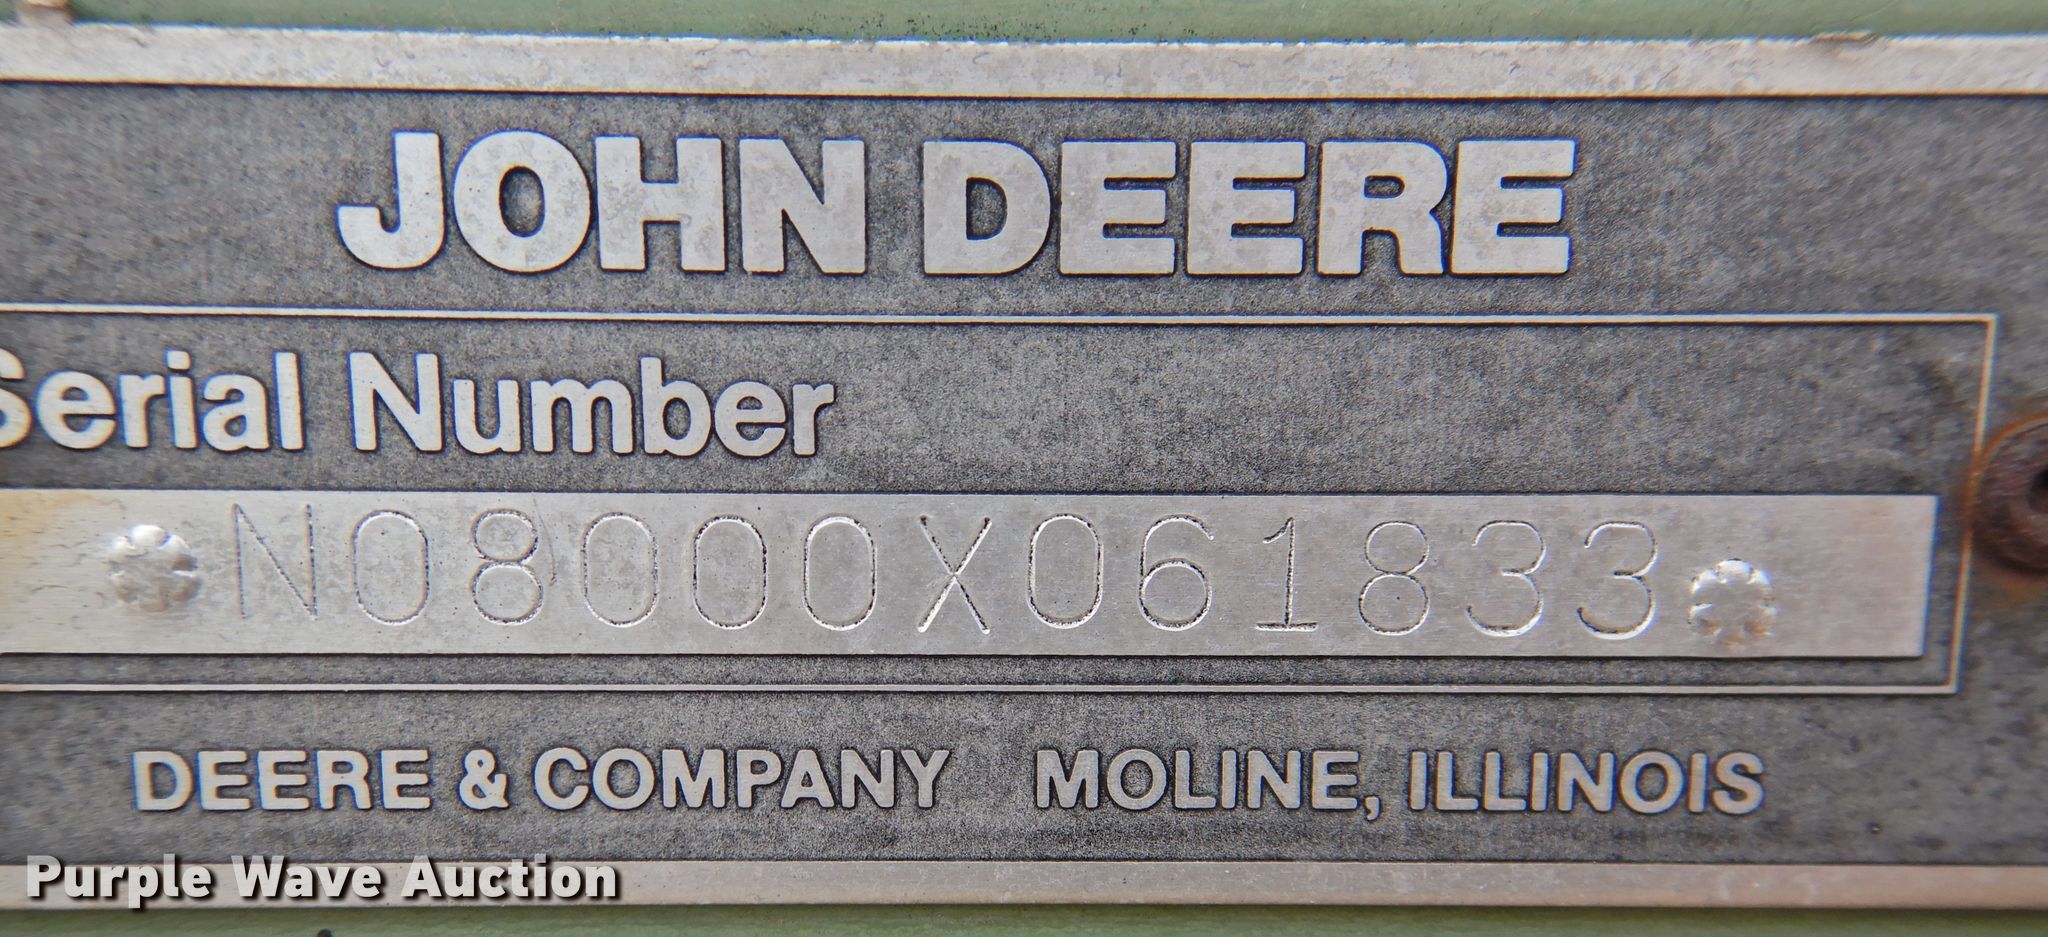 JOHN DEERE
Serial Number
N08000X061833
DEERE & COMPANY MOLINE, ILLINOIS
Purple Wave Auction